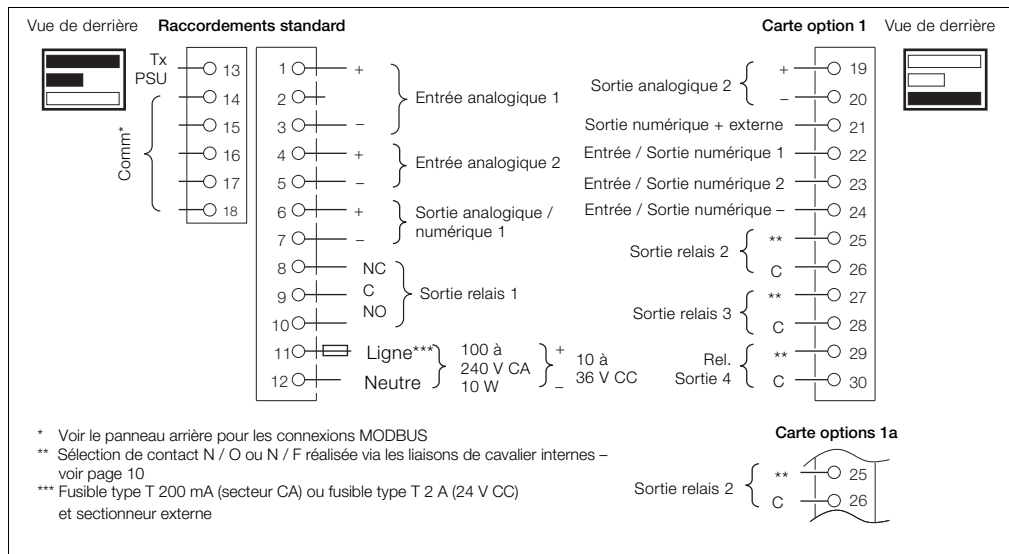 Vue de derrière
Raccordements standard
Tx
PSU
Comm*
13
14
15
16
17
18
1 +
2
3 –
Entrée analogique 1
4 +
5 –
Entrée analogique 2
6 +
7 –
Sortie analogique /
numérique 1
8 NC
9 C
10 NO
Sortie relais 1
11 Ligne***
12 Neutre
100 à
240 V CA
10 W
+
–
10 à
36 V CC
Carte option 1
Vue de derrière
Sortie analogique 2
+ 19
– 20
Sortie numérique + externe 21
Entrée / Sortie numérique 1 22
Entrée / Sortie numérique 2 23
Entrée / Sortie numérique – 24
Sortie relais 2
** 25
C 26
Sortie relais 3
** 27
C 28
Rel.
Sortie 4
** 29
C 30
* Voir le panneau arrière pour les connexions MODBUS
** Sélection de contact N / O ou N / F réalisée via les liaisons de cavalier internes –
voir page 10
*** Fusible type T 200 mA (secteur CA) ou fusible type T 2 A (24 V CC)
et sectionneur externe
Carte options 1a
Sortie relais 2
** 25
C 26